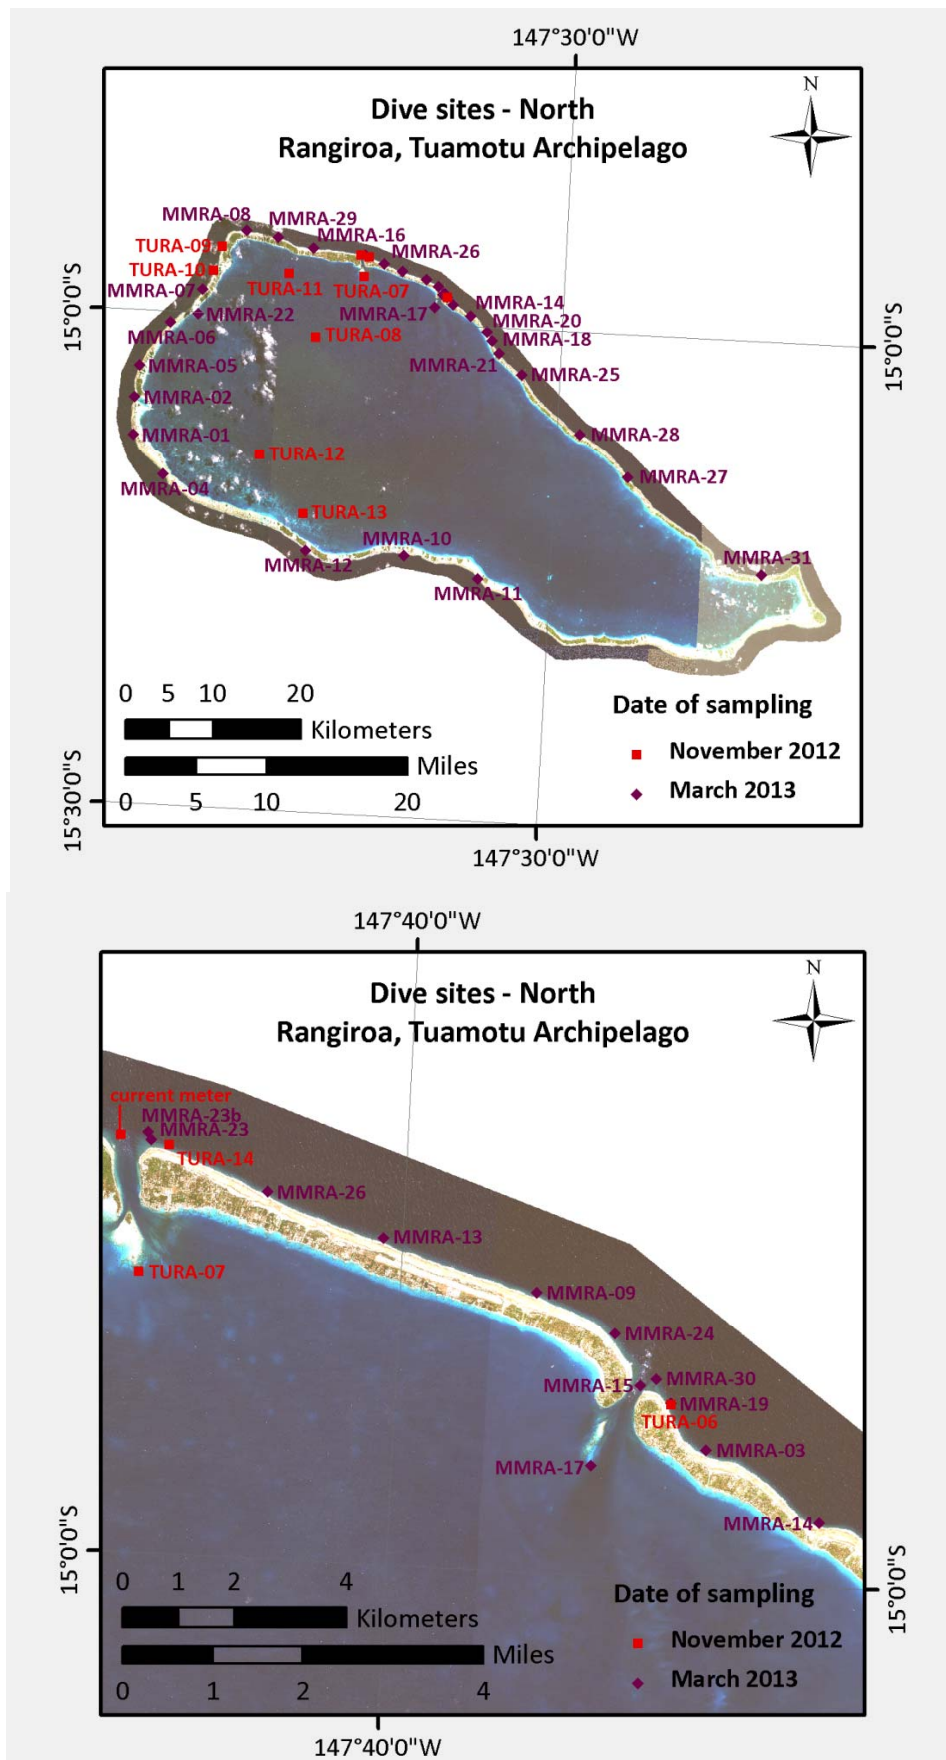 147°30'0"W
Dive sites - North
Rangiroa, Tuamotu Archipelago
N
MMRA-08
MMRA-29
TURA-09
MMRA-16
MMRA-26
TURA-10
MMRA-07
TURA-11
TURA-07
MMRA-14
MMRA-22
MMRA-17
MMRA-20
MMRA-06
TURA-08
MMRA-18
15°0'0"S
15°0'0"S
MMRA-05
MMRA-21
MMRA-25
MMRA-02
MMRA-01
MMRA-28
TURA-12
MMRA-27
MMRA-04
TURA-13
MMRA-10
MMRA-12
MMRA-31
MMRA-11
0 5 10 20
Kilometers
Miles
0 5 10 20
Date of sampling
November 2012
March 2013
15°30'0"S
147°30'0"W
147°40'0"W
Dive sites - North
Rangiroa, Tuamotu Archipelago
N
current meter
MMRA-23b
MMRA-23
TURA-14
MMRA-26
MMRA-13
TURA-07
MMRA-09
MMRA-24
MMRA-30
MMRA-15
MMRA-19
TURA-06
MMRA-03
MMRA-17
MMRA-14
15°0'0"S
15°0'0"S
0 1 2 4
Kilometers
Miles
0 1 2 4
Date of sampling
November 2012
March 2013
147°40'0"W